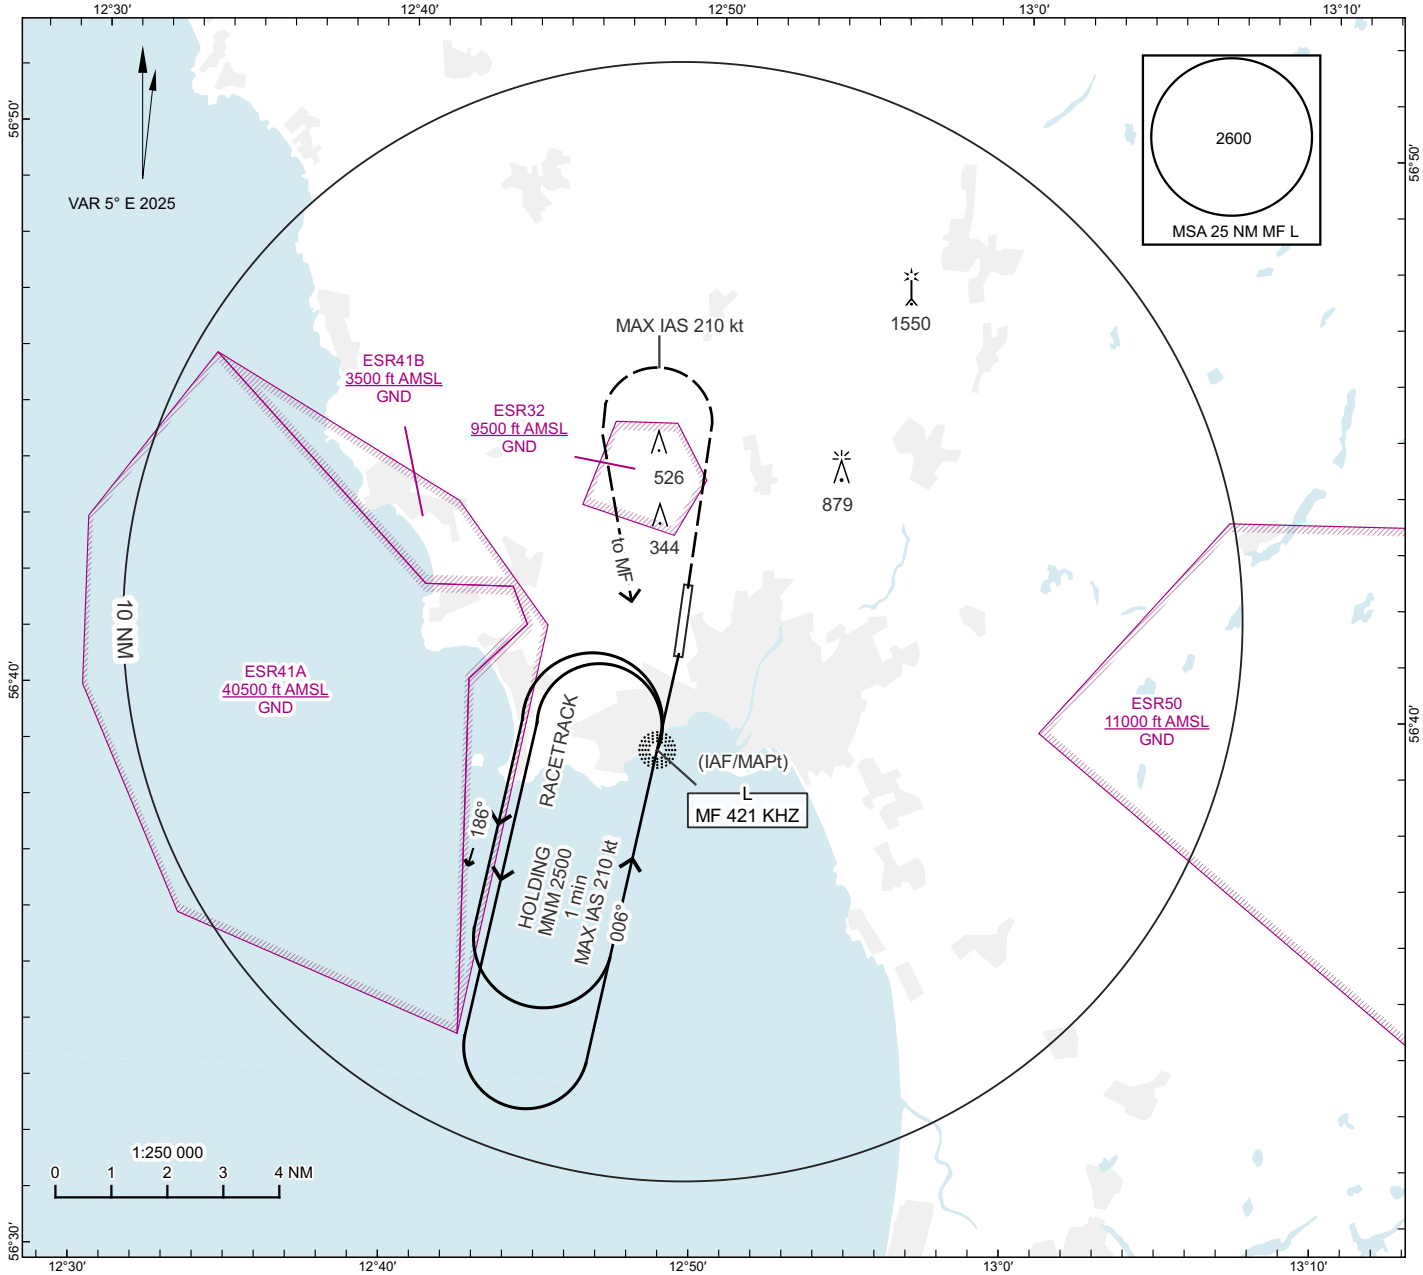 12°30′
12°40′
12°50′
13°0′
13°10′
56°50′
56°50′
VAR 5° E 2025
2600
MSA 25 NM MF L
1550
MAX IAS 210 kt
ESR41B
3500 ft AMSL
GND
ESR32
9500 ft AMSL
GND
526
879
344
to MF
10 NM
ESR41A
40500 ft AMSL
GND
56°40′
56°40′
ESR50
11000 ft AMSL
GND
RACETRACK
(IAF/MAPt)
L
MF 421 KHZ
186°
HOLDING
MNM 2500
1 min
MAX IAS 210 kt
006°
1:250 000
0 1 2 3 4 NM
56°30′
12°30′
12°40′
12°50′
13°0′
13°10′